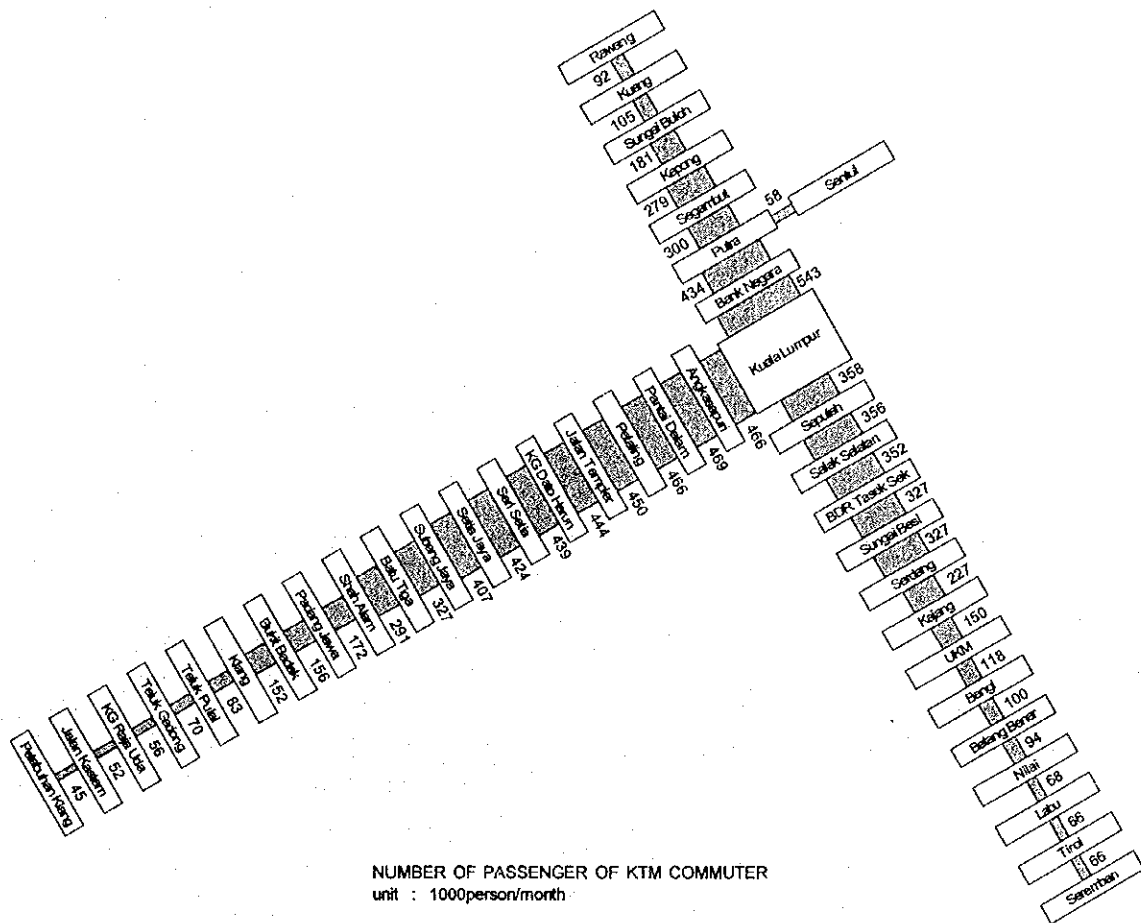 Rawang
92
Kuang
105
Sungai Buloh
181
Kepong
279
Segambut
300
58
Sentul
Putra
434
Bank Negara
543
Kuala Lumpur
358
Seputeh
356
Salak Selatan
352
BDR Tasuk Sek
327
Sungai Besi
327
Serdang
227
Kajang
150
UKM
118
Bangi
100
Batang Benar
94
Nilai
68
Labu
66
Tiroi
66
Seremban
466
Angkasapuri
469
Pantai Dalam
466
Petaling
450
Jalan Templer
444
KG Dato Harun
439
Seri Setia
424
Setia Jaya
407
Subang Jaya
327
Batu Tiga
291
Shah Alam
172
Padang Jawa
156
Bukit Badak
152
Klang
83
Teluk Pulai
70
Teluk Gadong
56
KG Raja Uda
52
Jalan Kastam
45
Pelabuhan Klang
NUMBER OF PASSENGER OF KTM COMMUTER
unit : 1000person/month